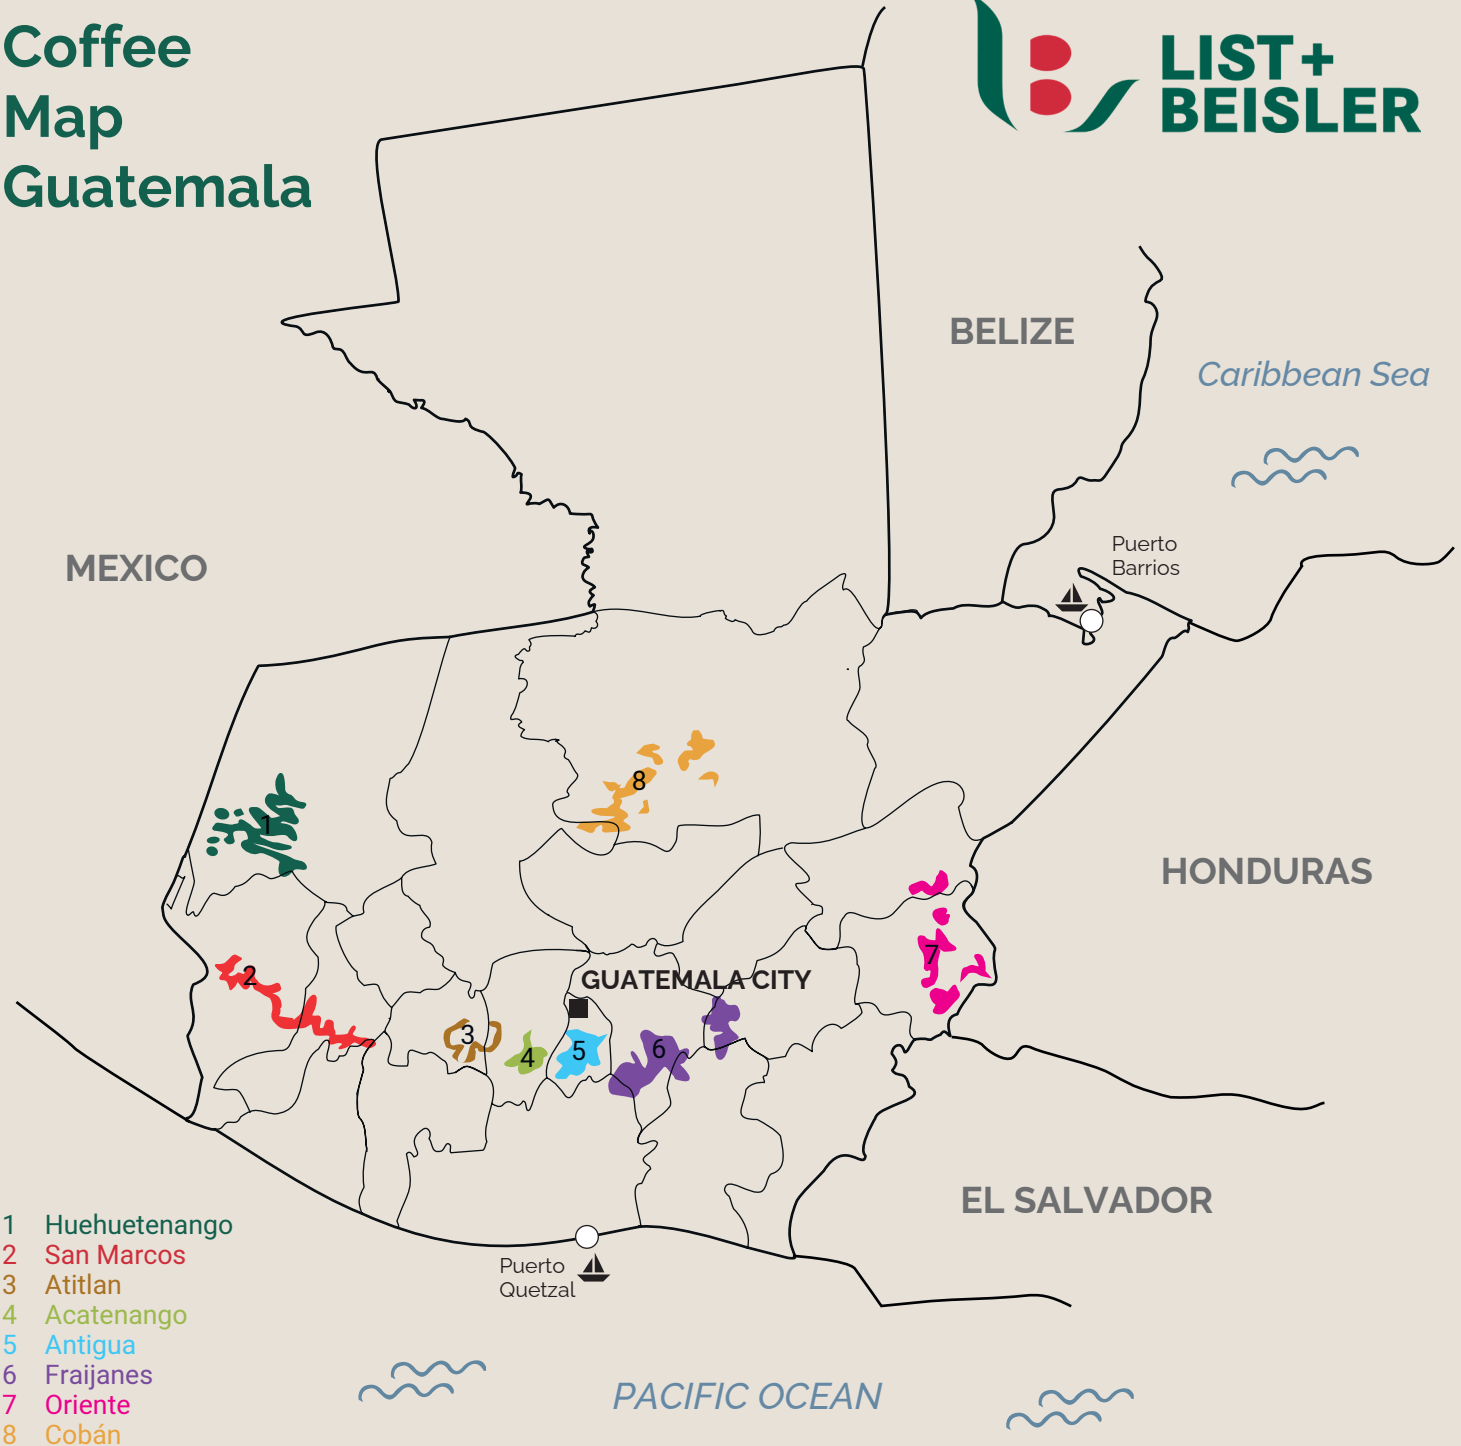 Coffee
Map
Guatemala
LIST+
BEISLER
BELIZE
Caribbean Sea
MEXICO
Puerto
Barrios
8
1
HONDURAS
7
2
GUATEMALA CITY
3
4
5
6
EL SALVADOR
Puerto
Quetzal
1 Huehuetenango
2 San Marcos
3 Atitlan
4 Acatenango
5 Antigua
6 Fraijanes
7 Oriente
8 Cobán
PACIFIC OCEAN